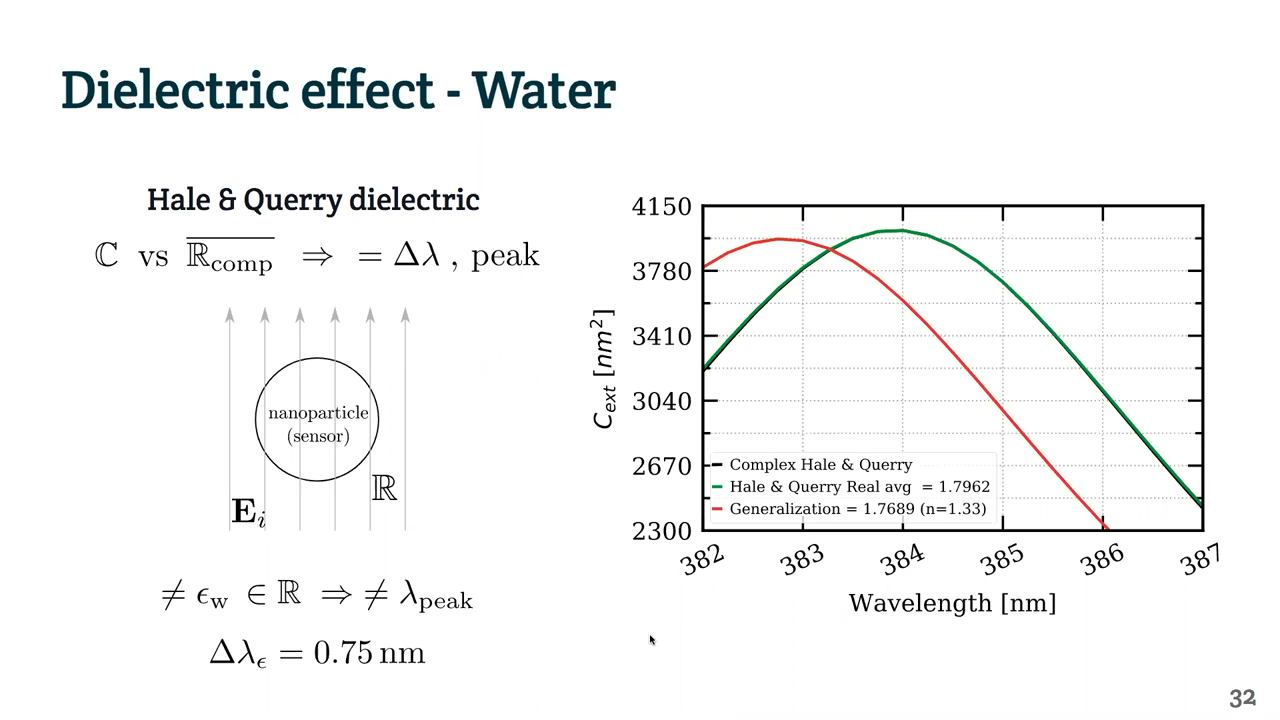 Dielectric effect - Water
Hale & Querry dielectric
ℂ vs \overline{ℝ_comp} ⇒ = Δλ , peak
nanoparticle
(sensor)
ℝ
E_i
≠ ϵ_w ∈ ℝ ⇒ ≠ λ_peak
Δλ_ϵ = 0.75 nm
4150
3780
3410
3040
2670
2300
C_ext [nm²]
Complex Hale & Querry
Hale & Querry Real avg = 1.7962
Generalization = 1.7689 (n=1.33)
382 383 384 385 386 387
Wavelength [nm]
32